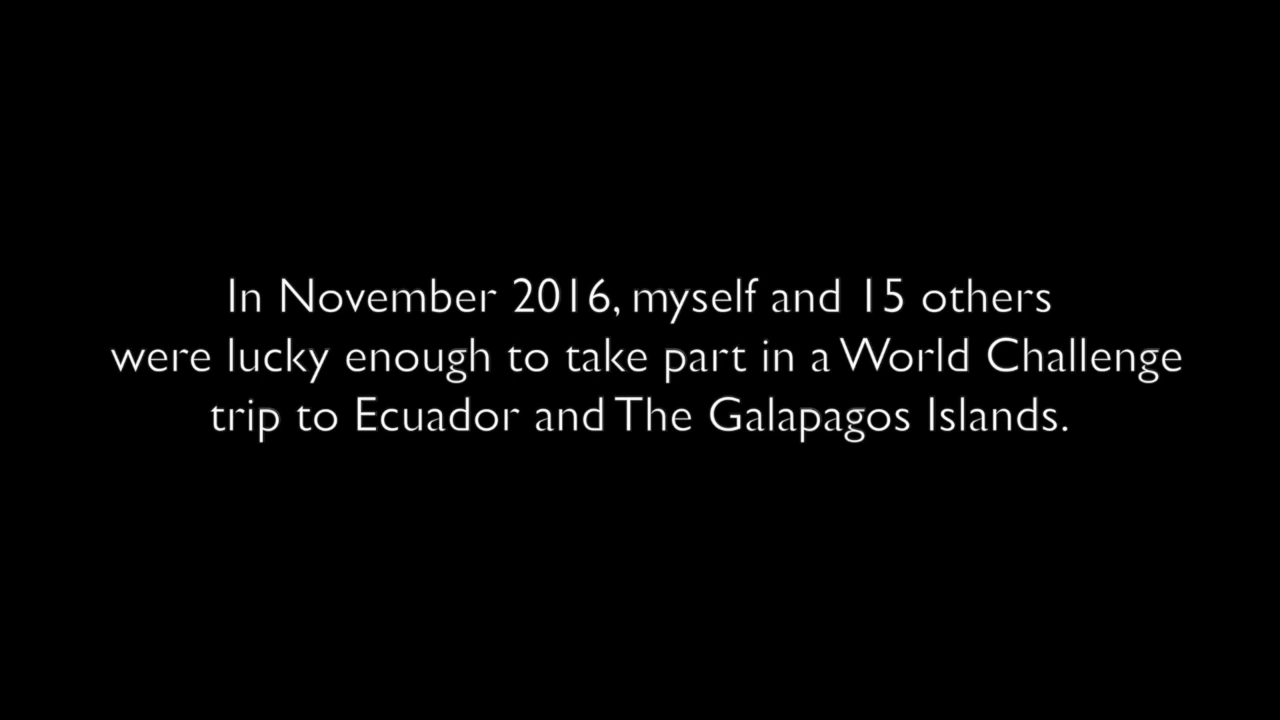 In November 2016, myself and 15 others
were lucky enough to take part in a World Challenge
trip to Ecuador and The Galapagos Islands.